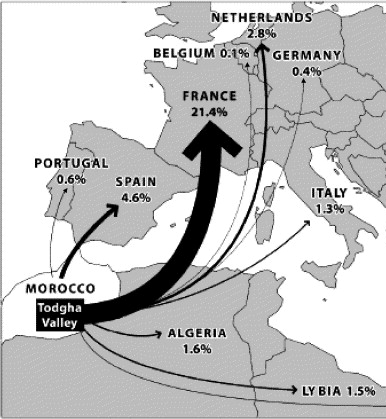 NETHERLANDS
2.8%
BELGIUM 0.1%
GERMANY
0.4%
FRANCE
21.4%
PORTUGAL
0.6%
SPAIN
4.6%
ITALY
1.3%
MOROCCO
Todgha
Valley
ALGERIA
1.6%
LYBIA 1.5%